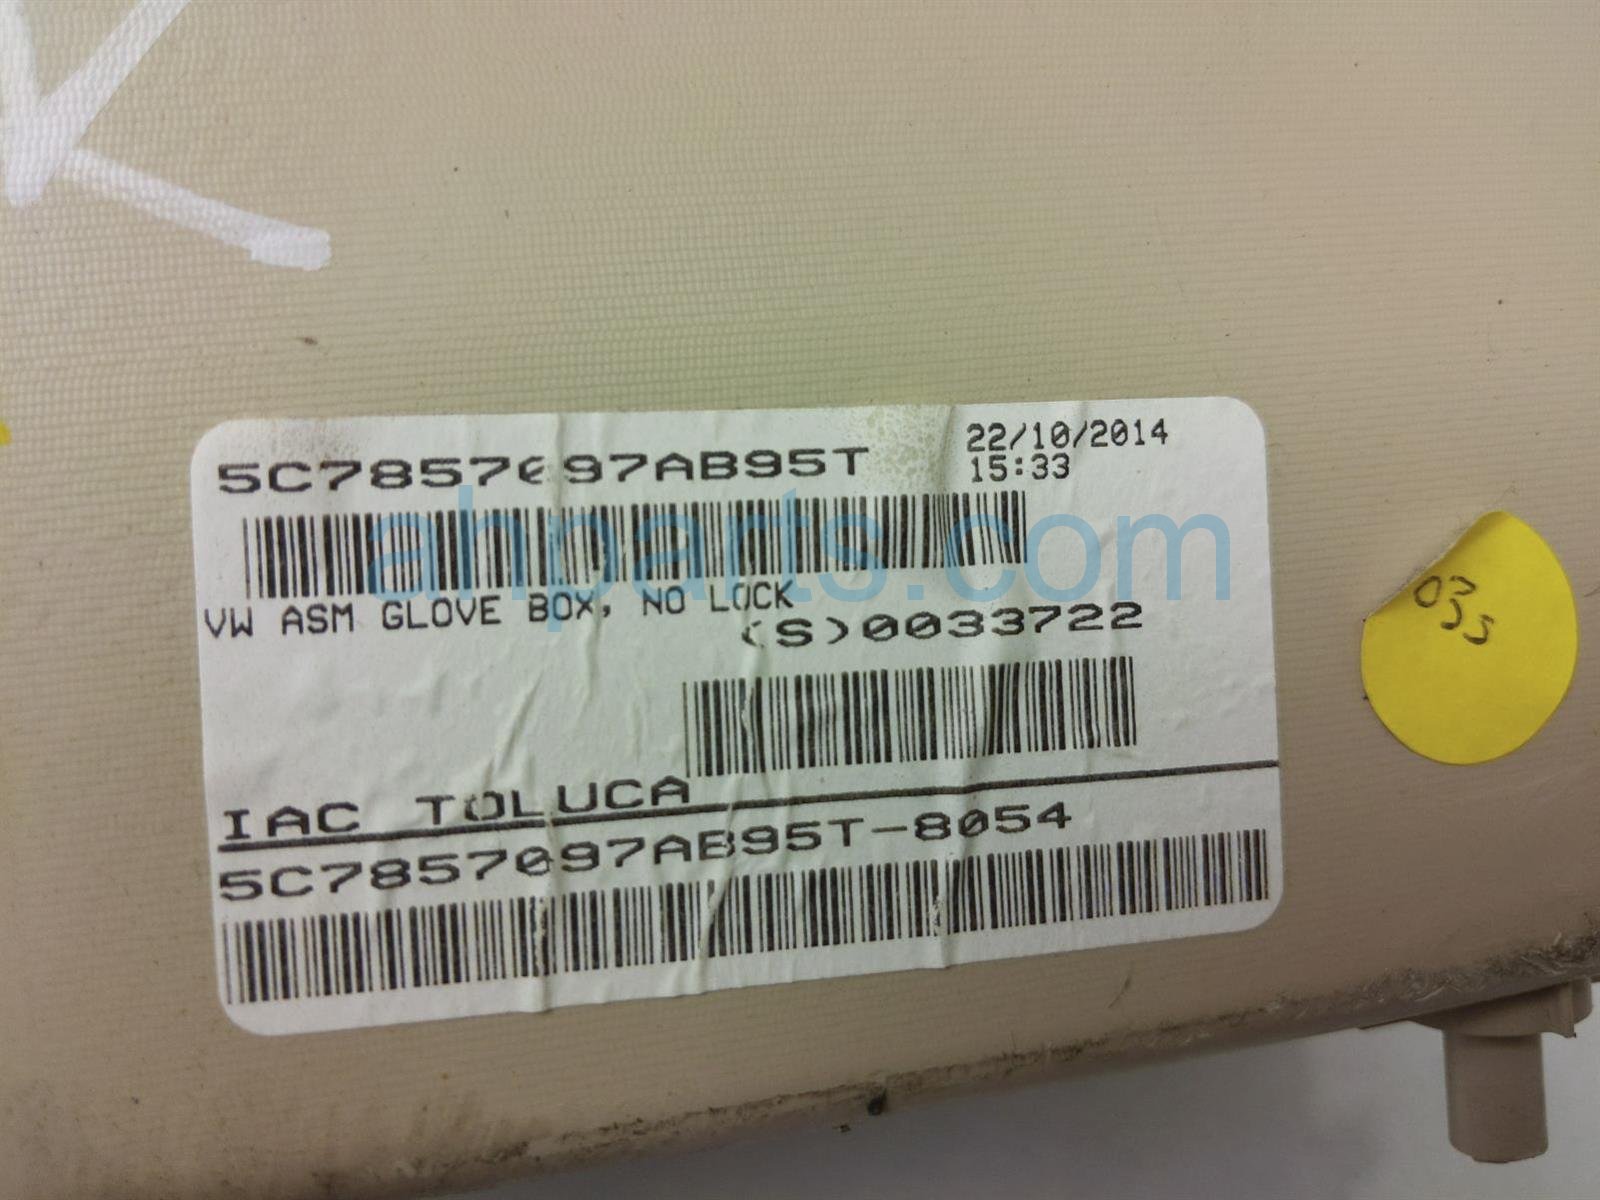 5C7857097AB95T
22/10/2014
15:33
ahparts.com
VW ASM GLOVE BOX, NO LOCK
(S)0033722
IAC TOLUCA
5C7857097AB95T-8054
03s